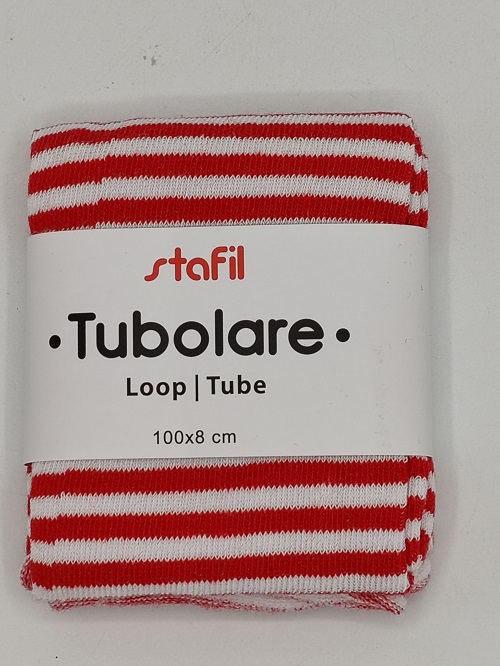 stafil
• Tubolare •
Loop | Tube
100x8 cm